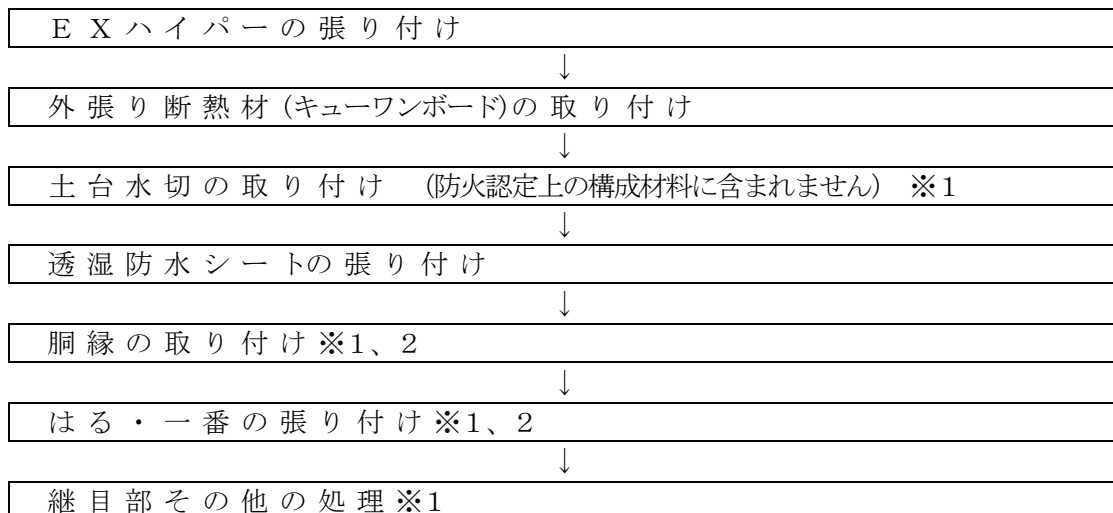 ＥＸハイパーの張り付け
↓
外張り断熱材(キューワンボード)の取り付け
↓
土台水切の取り付け　(防火認定上の構成材料に含まれません)　※１
↓
透湿防水シートの張り付け
↓
胴縁の取り付け※１、２
↓
はる・一番の張り付け※１、２
↓
継目部その他の処理※１